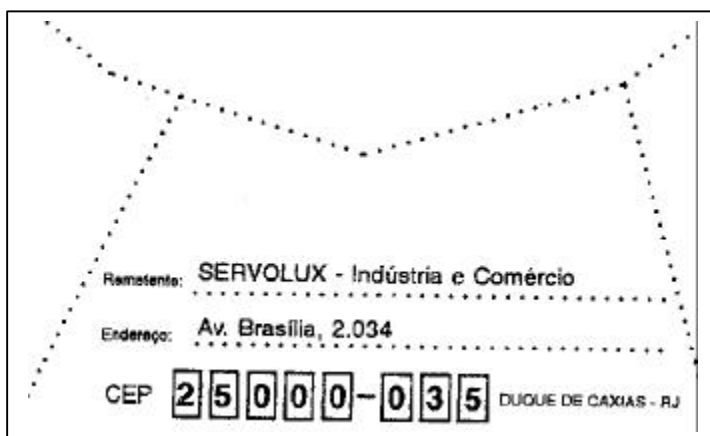 Remetente: SERVOLUX - Indústria e Comércio
Endereço: Av. Brasília, 2.034
CEP 25000-035 DUQUE DE CAXIAS - RJ